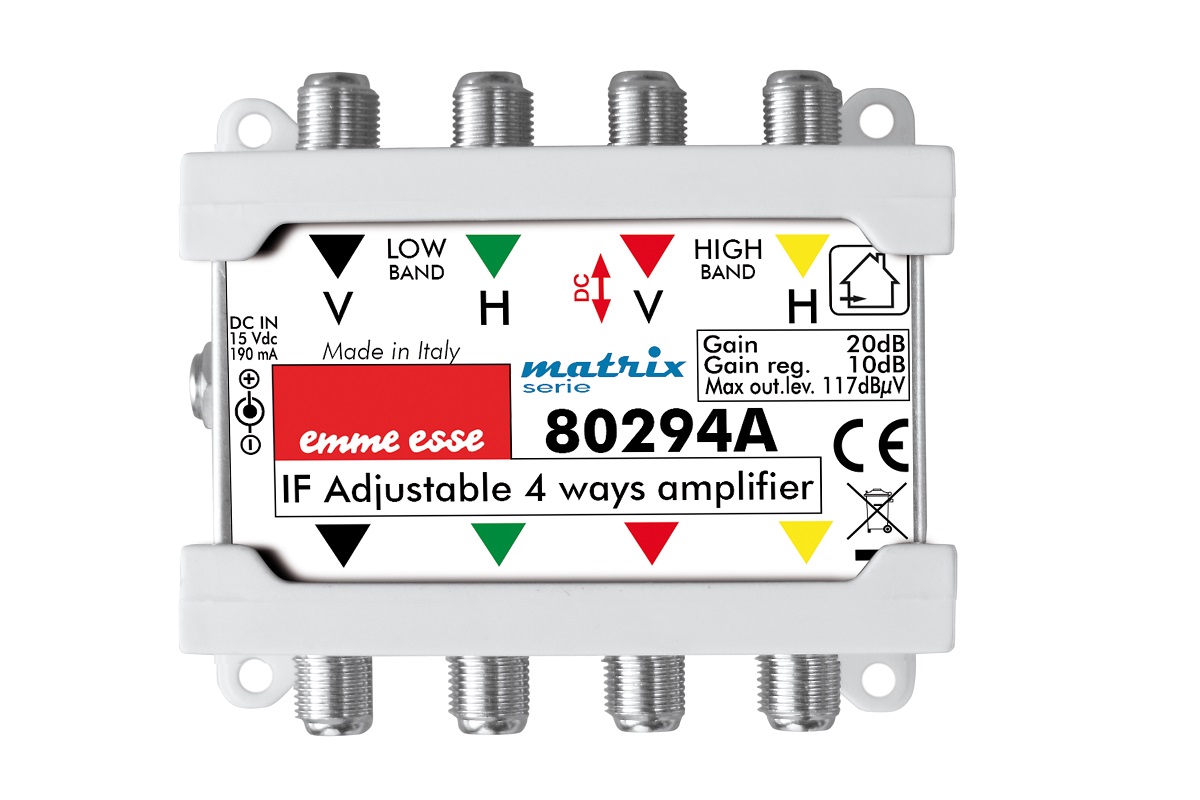 LOW BAND
HIGH BAND
V
H
DC
V
H
DC IN
15 Vdc
190 mA
Made in Italy
matrix
serie
Gain 20dB
Gain reg. 10dB
Max out.lev. 117dBµV
emme esse
80294A
CE
IF Adjustable 4 ways amplifier